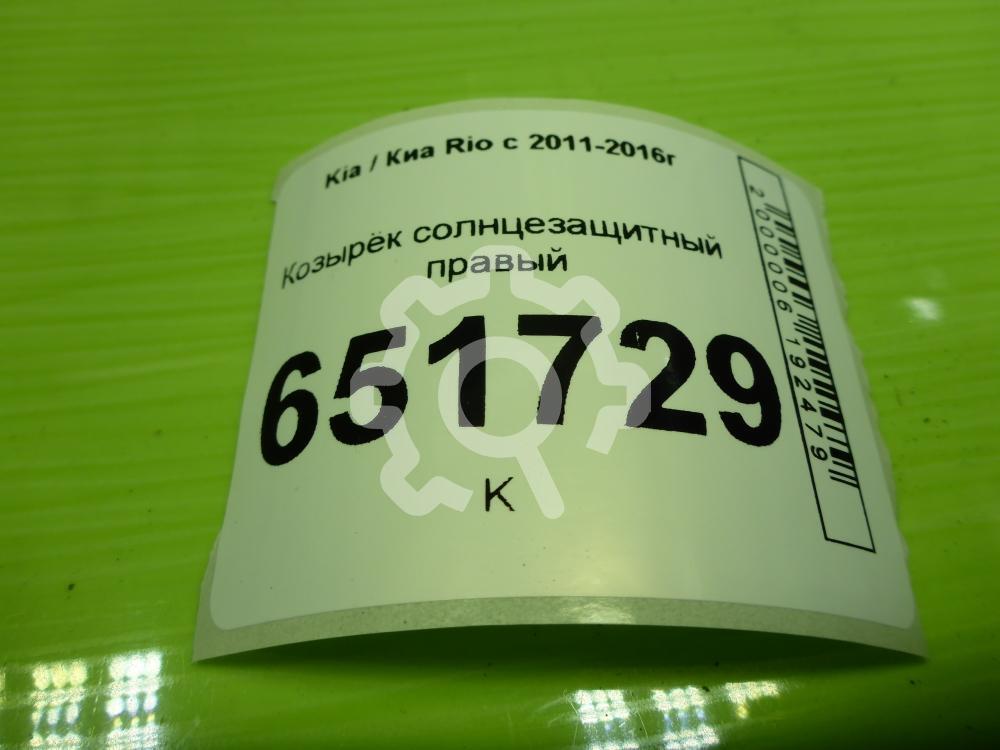 Kia / Киа Rio с 2011-2016г
Козырёк солнцезащитный
правый
651729
К
2000006192479